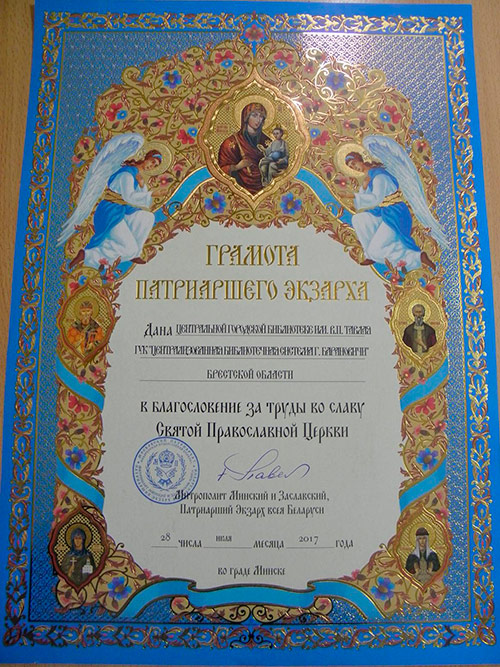 ГРАМОТА
ПАТРИАРШЕГО ЭКЗАРХА
Дана ЦЕНТРАЛЬНОЙ ГОРОДСКОЙ БИБЛИОТЕКЕ ИМ. В.П. ТАВЛАЯ
ГУК "ЦЕНТРАЛИЗОВАННАЯ БИБЛИОТЕЧНАЯ СИСТЕМА Г. БАРАНОВИЧИ"
БРЕСТСКОЙ ОБЛАСТИ
в благословение за труды во славу
Святой Православной Церкви
Митрополит Минский и Заславский,
Патриарший Экзарх всея Беларуси
28 числа июля месяца 2017 года
во граде Минске